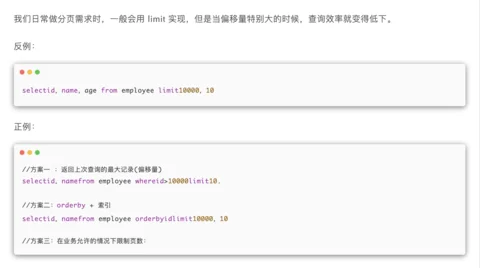 我们日常做分页需求时，一般会用 limit 实现，但是当偏移量特别大的时候，查询效率就变得低下。
反例：
selectid，name，age from employee limit10000，10
正例：
//方案一 ：返回上次查询的最大记录(偏移量)
selectid，namefrom employee whereid>10000limit10.
//方案二：orderby + 索引
selectid，namefrom employee orderbyidlimit10000，10
//方案三：在业务允许的情况下限制页数：